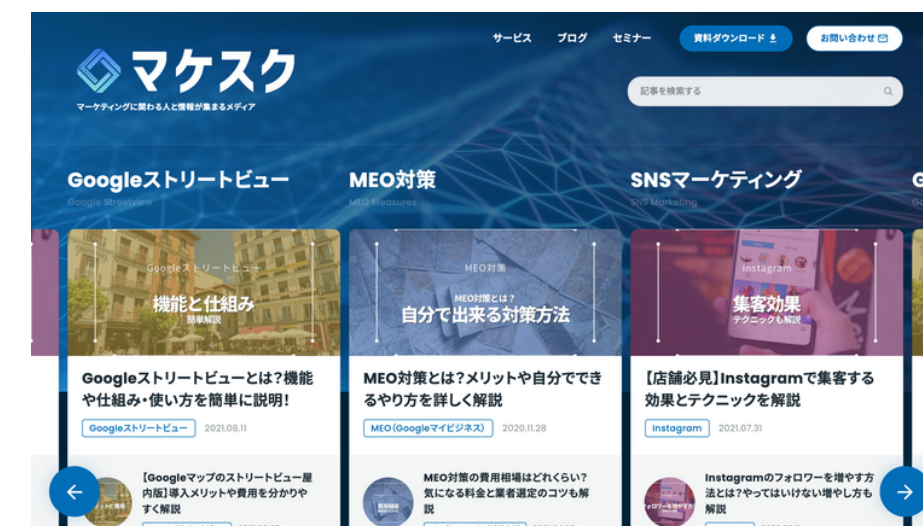 サービス ブログ セミナー 資料ダウンロード お問い合わせ
マケスク
マーケティングに関わる人と情報が集まるメディア
記事を検索する
Googleストリートビュー
Google Streetview
MEO対策
MEO Measures
SNSマーケティング
SNS Marketing
Googleストリートビュー
機能と仕組み
簡単解説
MEO対策
MEO対策とは?
自分で出来る対策方法
Instagram
集客効果
テクニックも解説
Googleストリートビューとは?機能
や仕組み・使い方を簡単に説明!
Googleストリートビュー 2021.08.11
MEO対策とは?メリットや自分ででき
るやり方を詳しく解説
MEO(Googleマイビジネス) 2020.11.28
【店舗必見】Instagramで集客する
効果とテクニックを解説
Instagram 2021.07.31
【Googleマップのストリートビュー屋
内版】導入メリットや費用を分かりや
すく解説
MEO対策の費用相場はどれくらい?
気になる料金と業者選定のコツも解
説
費用相場
Instagramのフォロワーを増やす方
法とは?やってはいけない増やし方も
解説